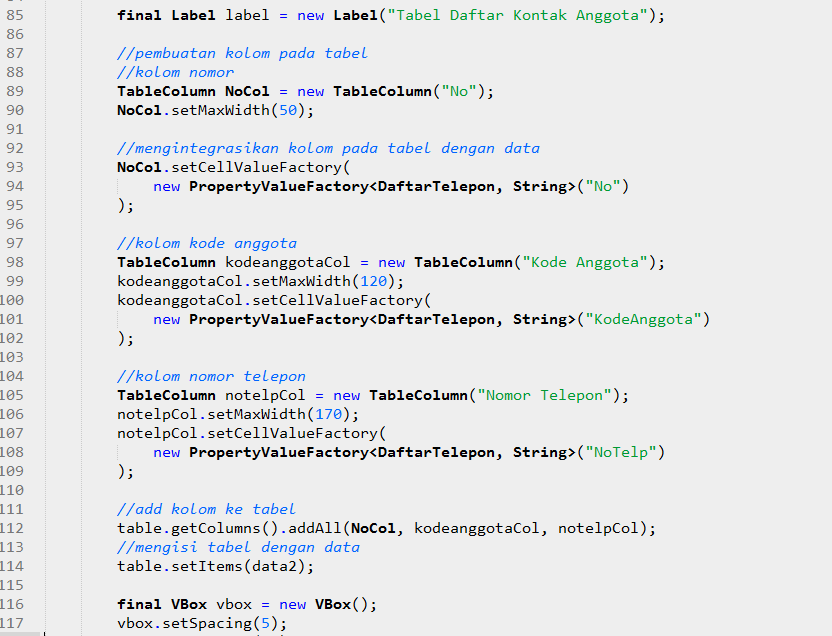 85 final Label label = new Label("Tabel Daftar Kontak Anggota");
86
87 //pembuatan kolom pada tabel
88 //kolom nomor
89 TableColumn NoCol = new TableColumn("No");
90 NoCol.setMaxWidth(50);
91
92 //mengintegrasikan kolom pada tabel dengan data
93 NoCol.setCellValueFactory(
94 new PropertyValueFactory<DaftarTelepon, String>("No")
95 );
96
97 //kolom kode anggota
98 TableColumn kodeanggotaCol = new TableColumn("Kode Anggota");
99 kodeanggotaCol.setMaxWidth(120);
100 kodeanggotaCol.setCellValueFactory(
101 new PropertyValueFactory<DaftarTelepon, String>("KodeAnggota")
102 );
103
104 //kolom nomor telepon
105 TableColumn notelpCol = new TableColumn("Nomor Telepon");
106 notelpCol.setMaxWidth(170);
107 notelpCol.setCellValueFactory(
108 new PropertyValueFactory<DaftarTelepon, String>("NoTelp")
109 );
110
111 //add kolom ke tabel
112 table.getColumns().addAll(NoCol, kodeanggotaCol, notelpCol);
113 //mengisi tabel dengan data
114 table.setItems(data2);
115
116 final VBox vbox = new VBox();
117 vbox.setSpacing(5);